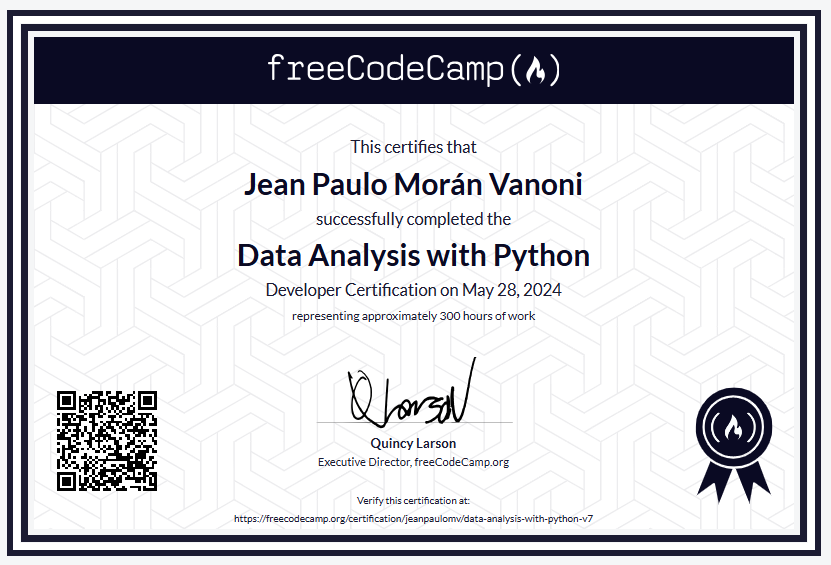 freeCodeCamp
This certifies that
Jean Paulo Morán Vanoni
successfully completed the
Data Analysis with Python
Developer Certification on May 28, 2024
representing approximately 300 hours of work
Quincy Larson
Executive Director, freeCodeCamp.org
Verify this certification at:
https://freecodecamp.org/certification/jeanpaulomv/data-analysis-with-python-v7